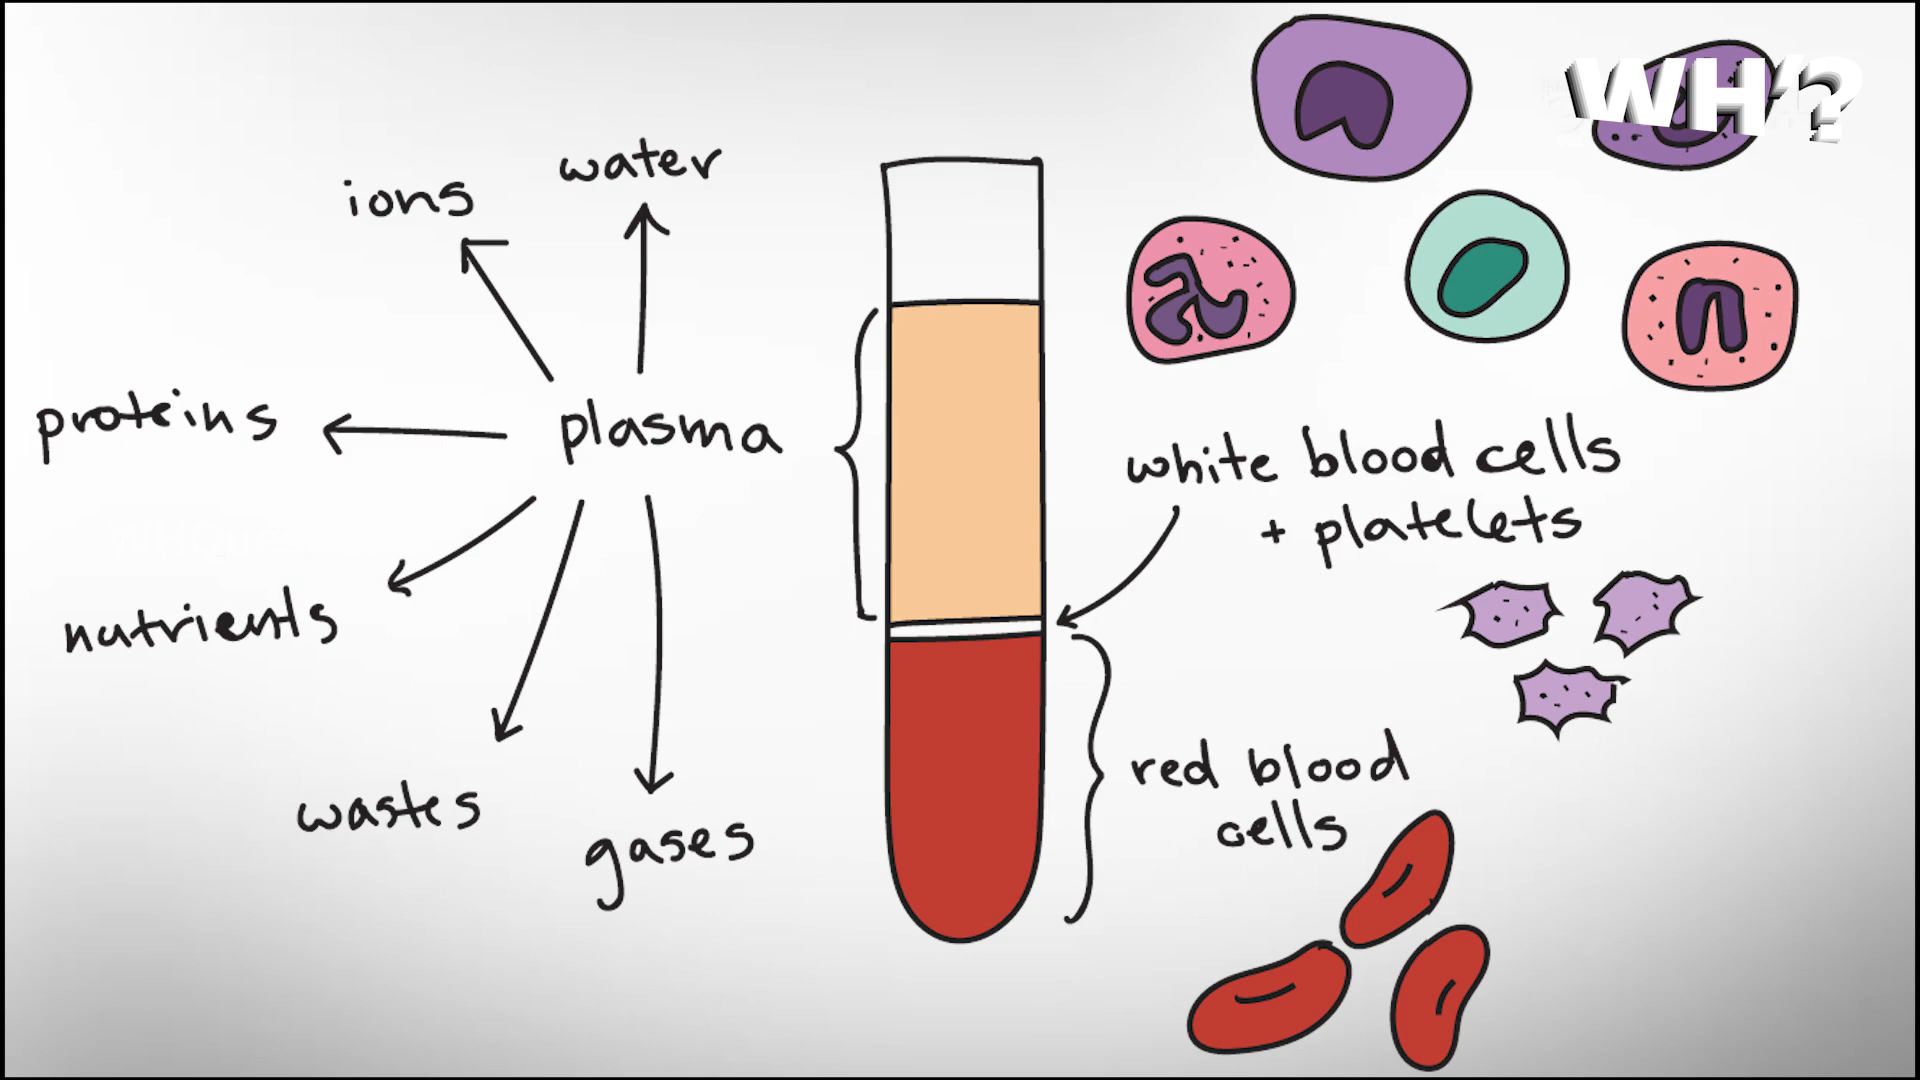 WH'?
water
ions
proteins
plasma
nutrients
wastes
gases
white blood cells
+ platelets
red blood
cells